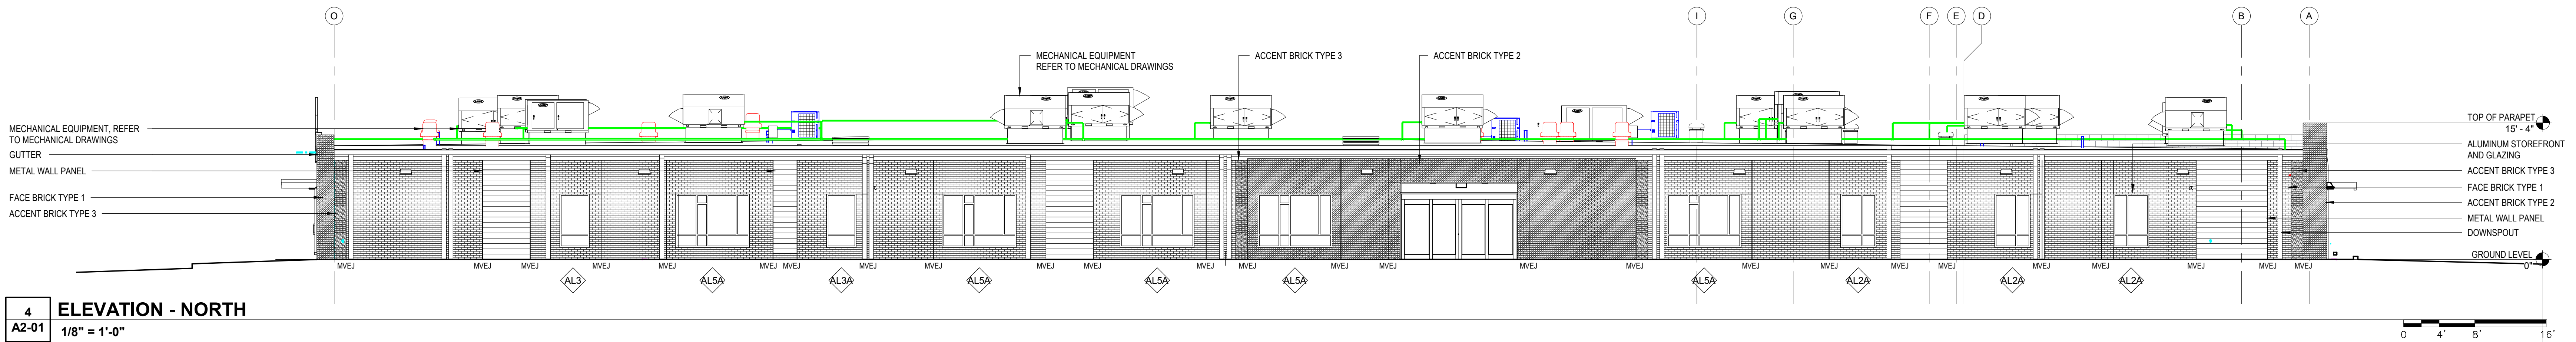 O
I
G
F
E
D
B
A
MECHANICAL EQUIPMENT
REFER TO MECHANICAL DRAWINGS
ACCENT BRICK TYPE 3
ACCENT BRICK TYPE 2
MECHANICAL EQUIPMENT, REFER
TO MECHANICAL DRAWINGS
GUTTER
METAL WALL PANEL
FACE BRICK TYPE 1
ACCENT BRICK TYPE 3
TOP OF PARAPET
15' - 4"
ALUMINUM STOREFRONT
AND GLAZING
ACCENT BRICK TYPE 3
FACE BRICK TYPE 1
ACCENT BRICK TYPE 2
METAL WALL PANEL
DOWNSPOUT
GROUND LEVEL
0"
MVEJ MVEJ MVEJ MVEJ MVEJ MVEJ MVEJ MVEJ MVEJ MVEJ MVEJ MVEJ MVEJ MVEJ MVEJ MVEJ MVEJ MVEJ MVEJ MVEJ MVEJ MVEJ MVEJ MVEJ MVEJ
AL3 AL5A AL3A AL5A AL5A AL5A AL5A AL2A AL2A AL2A
4
A2-01
ELEVATION - NORTH
1/8" = 1'-0"
0 4' 8' 16'